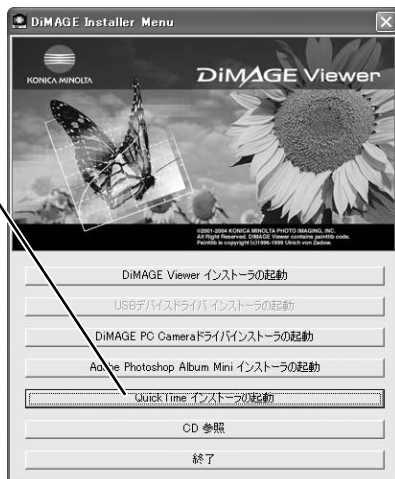 DiMAGE Installer Menu
KONICA MINOLTA
DiMAGE Viewer
©2001-2004 KONICA MINOLTA PHOTO IMAGING, INC.
All Right Reserved. DiMAGE Viewer contains paintlib code.
Paintlib is copyright (c)1996-1999 Ulrich von Zadow.
DiMAGE Viewer インストーラの起動
USBデバイスドライバ インストーラの起動
DiMAGE PC Cameraドライバインストーラの起動
Adobe Photoshop Album Mini インストーラの起動
QuickTime インストーラの起動
CD 参照
終了